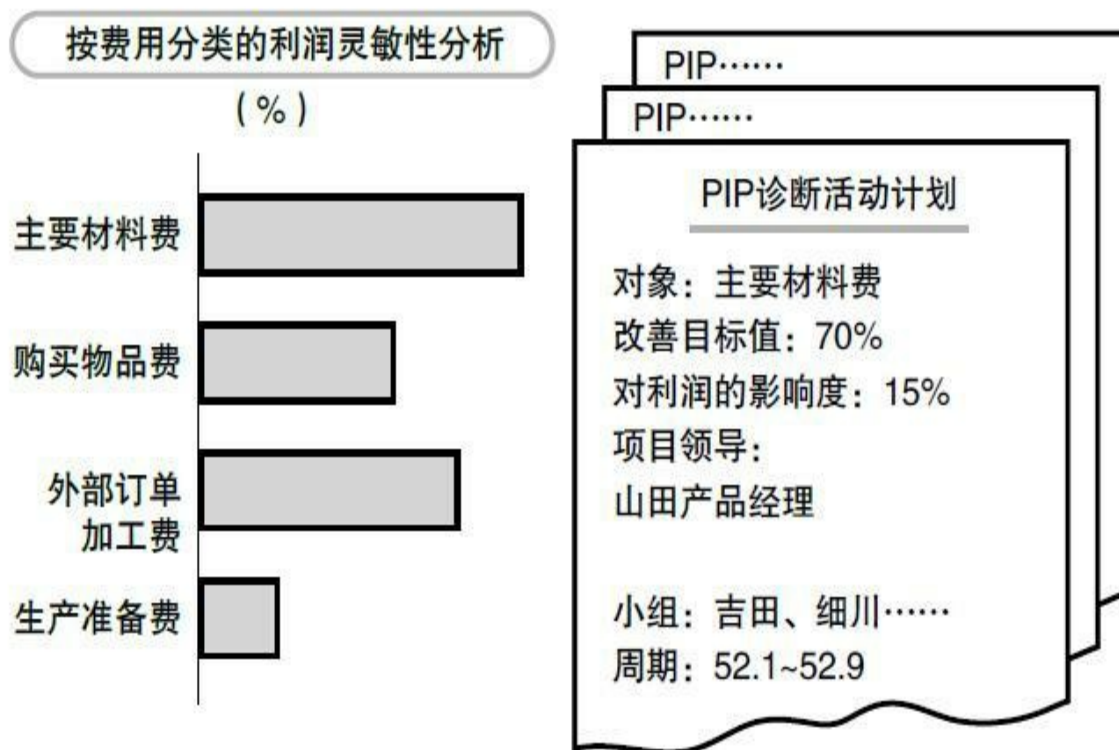 按费用分类的利润灵敏性分析
（%）
主要材料费
购买物品费
外部订单
加工费
生产准备费
PIP……
PIP……
PIP诊断活动计划
对象：主要材料费
改善目标值：70%
对利润的影响度：15%
项目领导：
山田产品经理
小组：吉田、细川……
周期：52.1~52.9